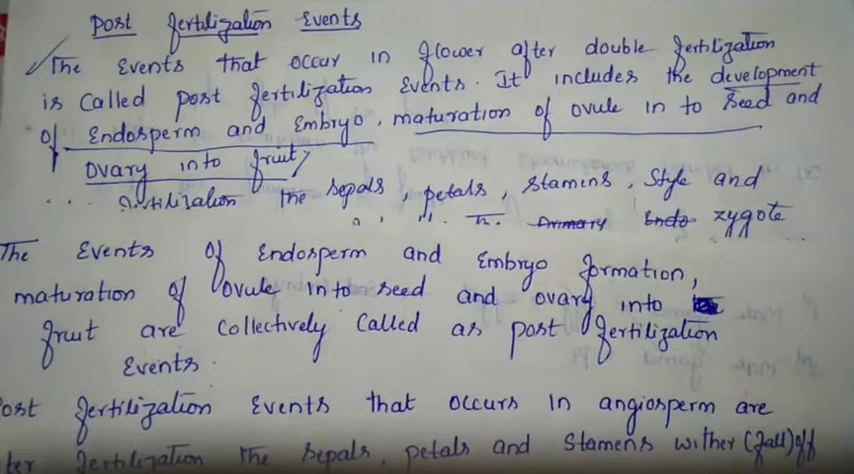 Post fertilization Events
The Events that occur in flower after double fertilization
is called post fertilization Events. It includes the development
of Endosperm and Embryo, maturation of ovule in to seed and
ovary into fruit,
fertilization the sepals, petals, stamens, Style and
Primary Endo zygote
The Events of Endosperm and Embryo formation,
maturation of ovule into seed and ovary into
fruit are collectively called as post fertilization
Events.
Post fertilization Events that occurs in angiosperm are
fertilization the sepals, petals and stamens wither (fall) off